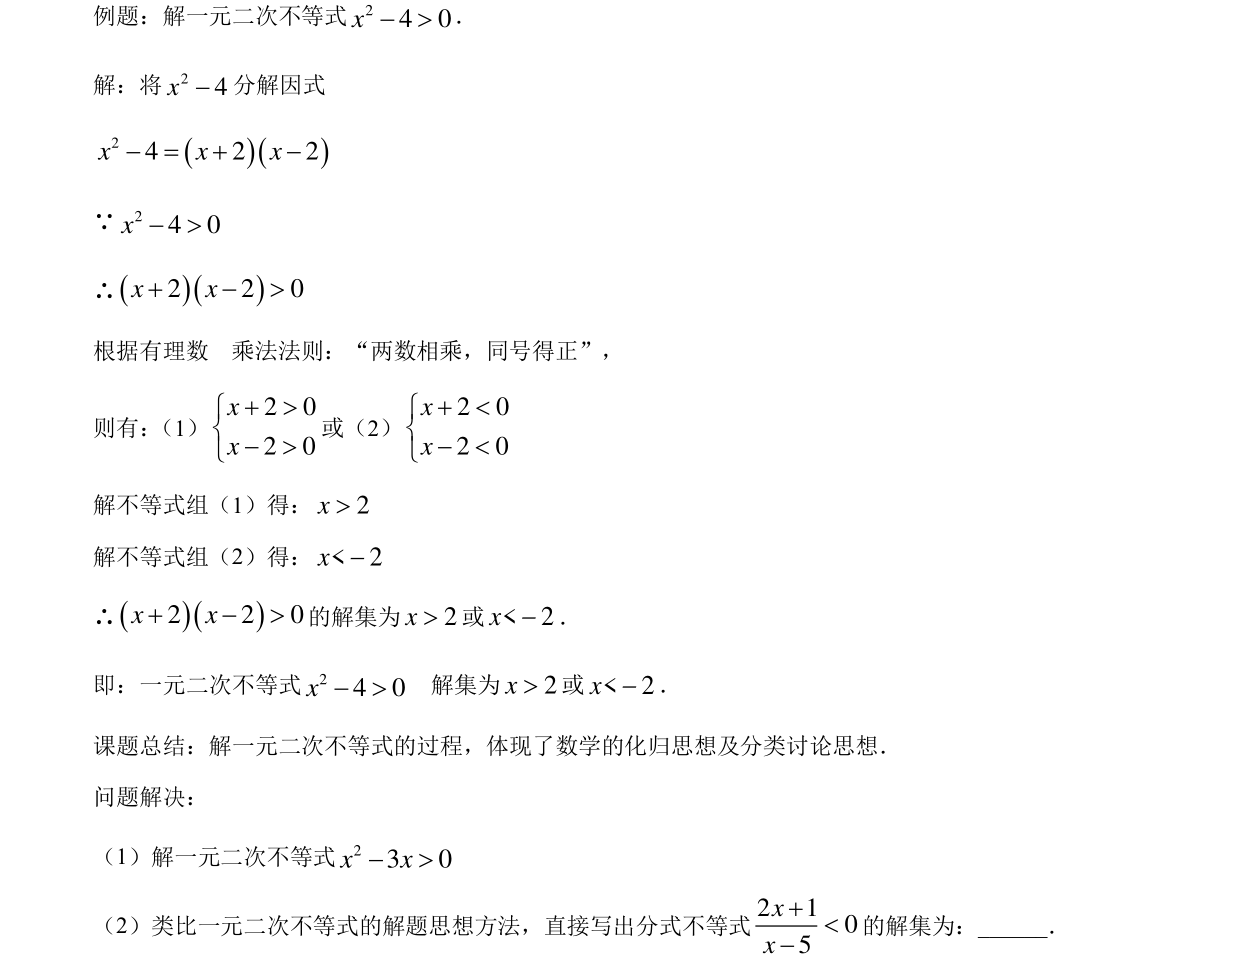 例题：解一元二次不等式 x² − 4 > 0．
解：将 x² − 4 分解因式
x² − 4 = (x + 2)(x − 2)
∵ x² − 4 > 0
∴ (x + 2)(x − 2) > 0
根据有理数　乘法法则：“两数相乘，同号得正”，
则有：（1）{x + 2 > 0 x − 2 > 0 或（2）{x + 2 < 0 x − 2 < 0
解不等式组（1）得： x > 2
解不等式组（2）得： x < − 2
∴ (x + 2)(x − 2) > 0 的解集为 x > 2 或 x < − 2．
即：一元二次不等式 x² − 4 > 0　解集为 x > 2 或 x < − 2．
课题总结：解一元二次不等式的过程，体现了数学的化归思想及分类讨论思想．
问题解决：
（1）解一元二次不等式 x² − 3x > 0
（2）类比一元二次不等式的解题思想方法，直接写出分式不等式 (2x + 1)/(x − 5) < 0 的解集为：______．